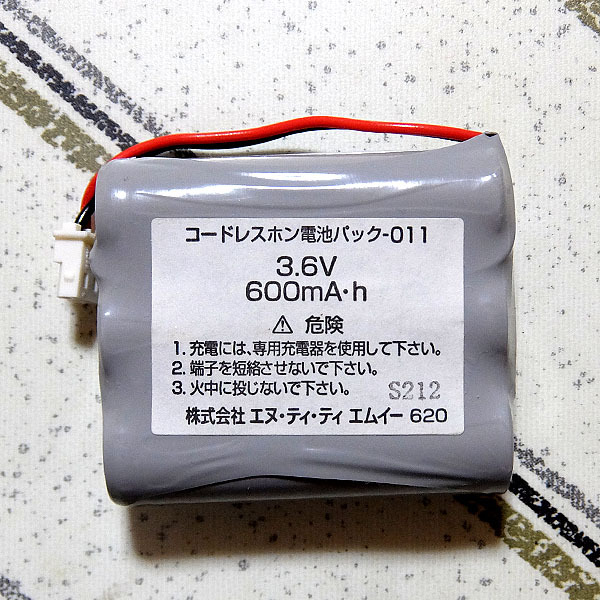 コードレスホン電池パック-011
3.6V
600mA・h
⚠ 危険
1. 充電には、専用充電器を使用して下さい。
2. 端子を短絡させないで下さい。
3. 火中に投じないで下さい。
S212
株式会社 エヌ・ティ・ティ エムイー 620